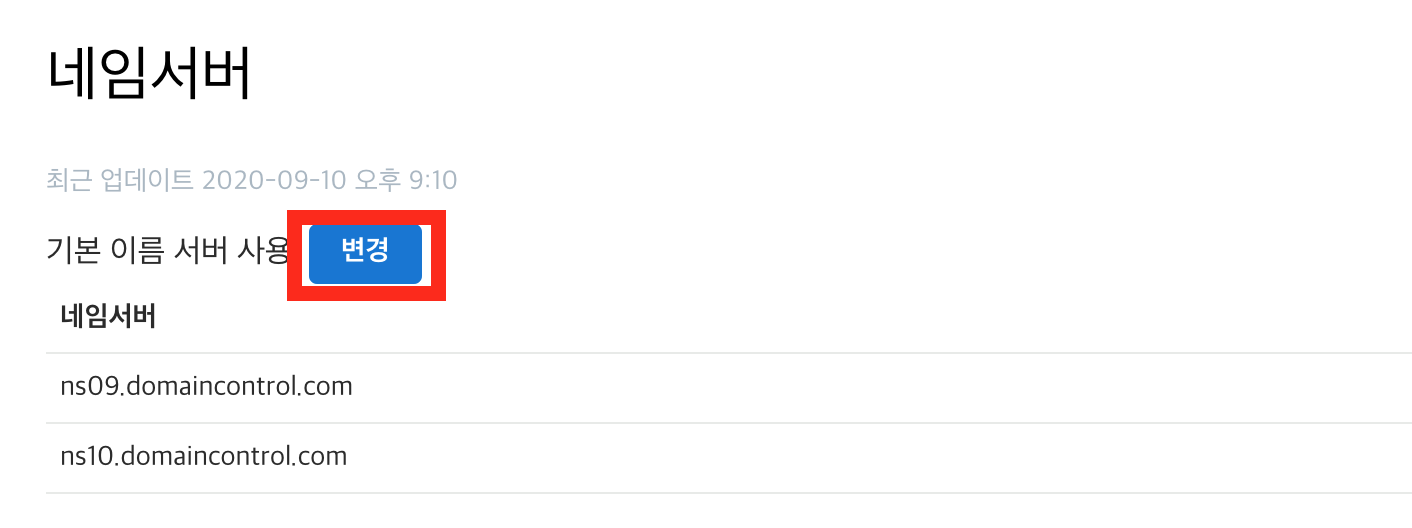 네임서버
최근 업데이트 2020-09-10 오후 9:10
기본 이름 서버 사용 변경
네임서버
ns09.domaincontrol.com
ns10.domaincontrol.com